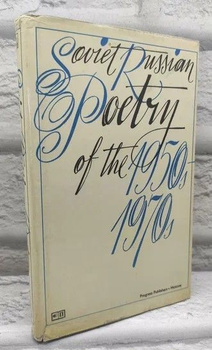 Soviet Russian
Poetry
of the 1950s
1970s
Progress Publishers · Moscow